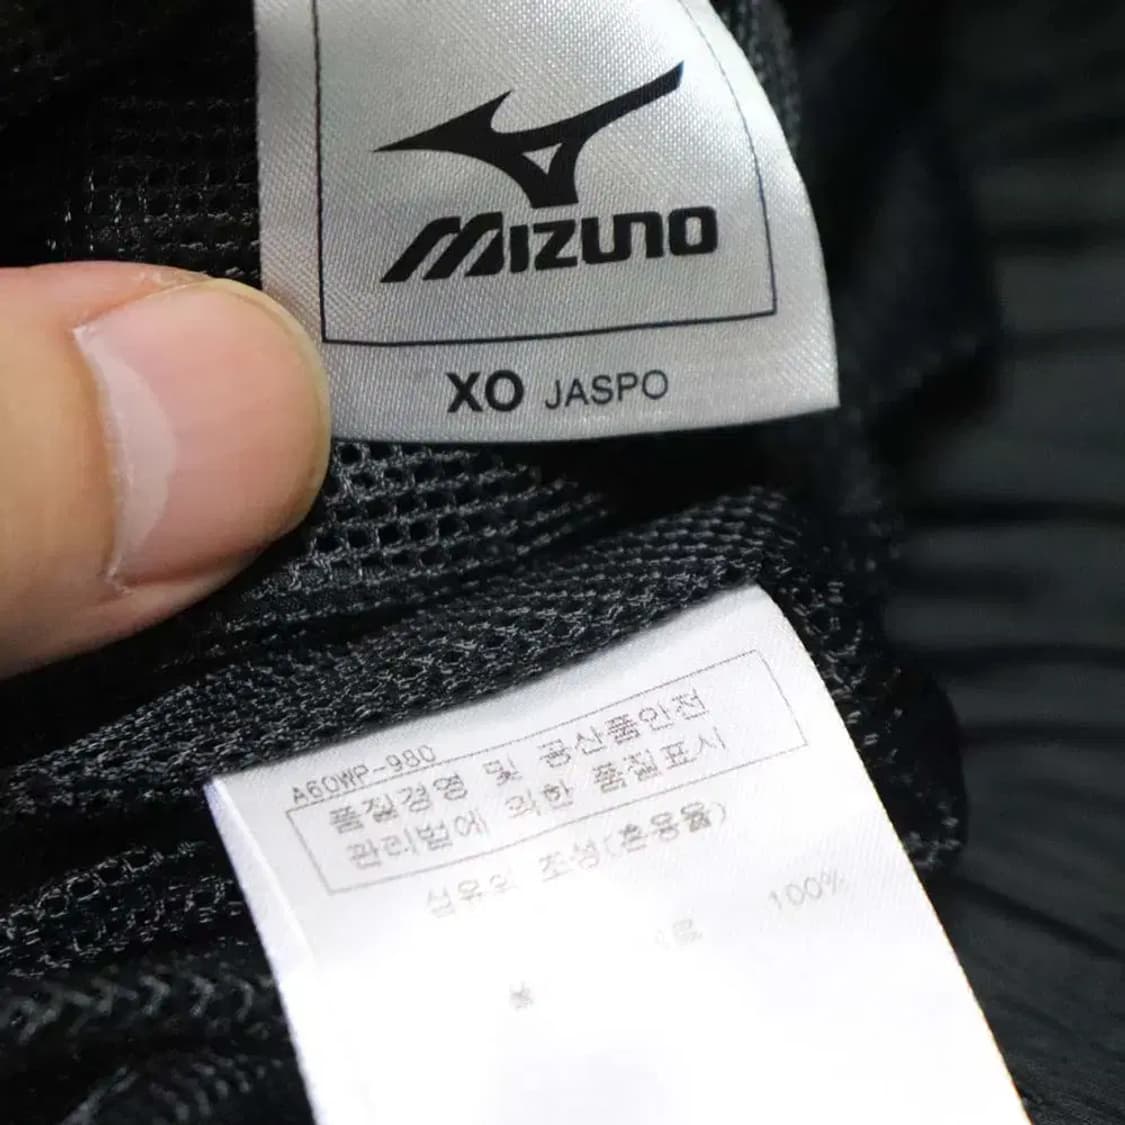 MIZUNO
XO JASPO
A60WP-980
품질경영 및 공산품안전
관리법에 의한 품질표시
섬유의 조성(혼용율)
100%